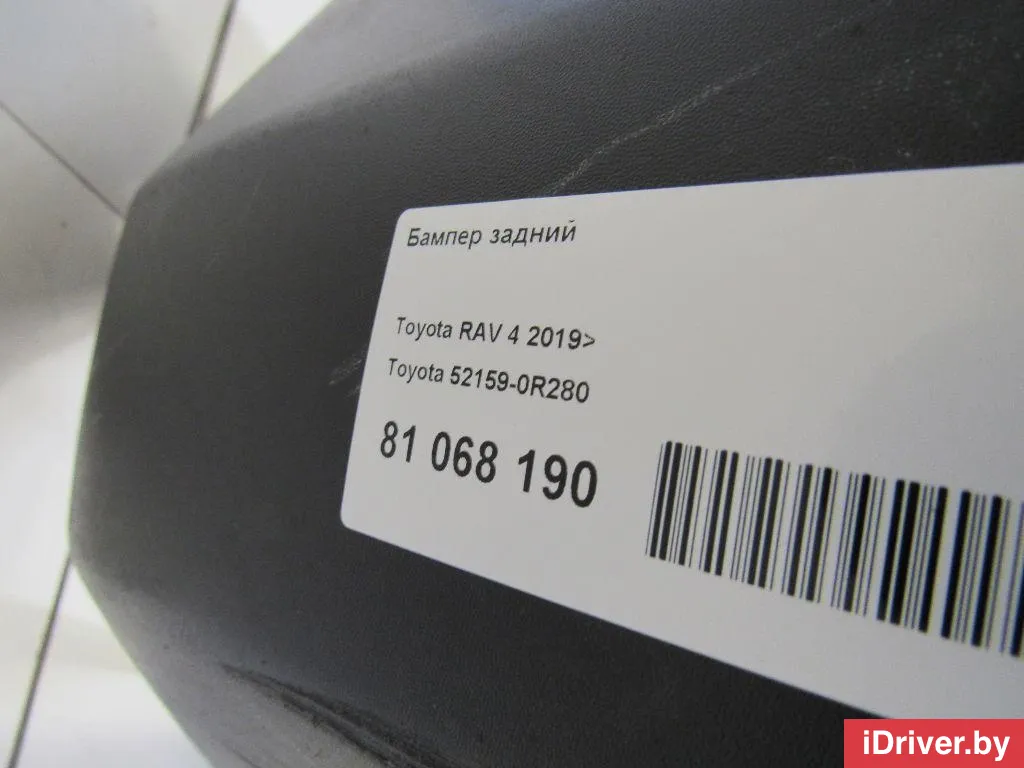 Бампер задний
Toyota RAV 4 2019>
Toyota 52159-0R280
81 068 190
iDriver.by